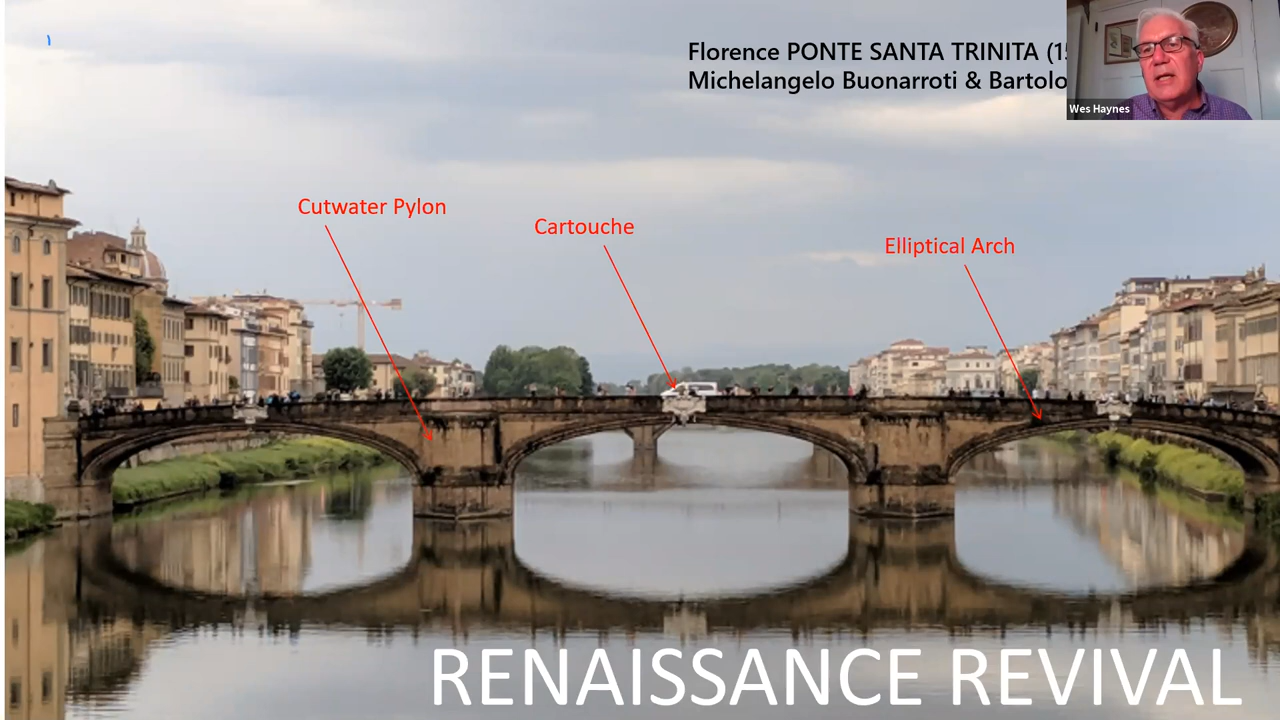 Florence PONTE SANTA TRINITA (15
Michelangelo Buonarroti & Bartolo
Wes Haynes
Cutwater Pylon
Cartouche
Elliptical Arch
RENAISSANCE REVIVAL